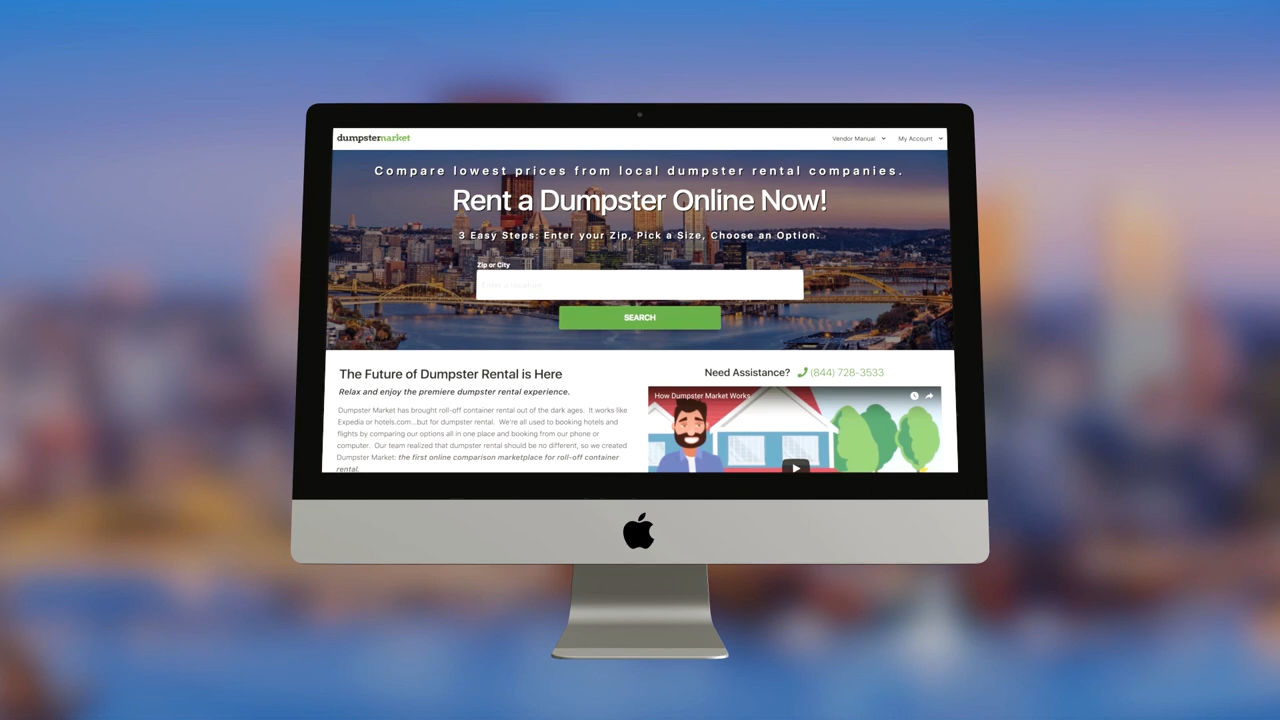 dumpstermarket
Vendor Manual
My Account
Compare lowest prices from local dumpster rental companies.
Rent a Dumpster Online Now!
3 Easy Steps: Enter your Zip, Pick a Size, Choose an Option.
Zip or City
Enter a location
SEARCH
The Future of Dumpster Rental is Here
Relax and enjoy the premiere dumpster rental experience.
Dumpster Market has brought roll-off container rental out of the dark ages. It works like
Expedia or hotels.com...but for dumpster rental. We're all used to booking hotels and
flights by comparing our options all in one place and booking from our phone or
computer. Our team realized that dumpster rental should be no different, so we created
Dumpster Market: the first online comparison marketplace for roll-off container
rental.
Need Assistance? (844) 728-3533
How Dumpster Market Works